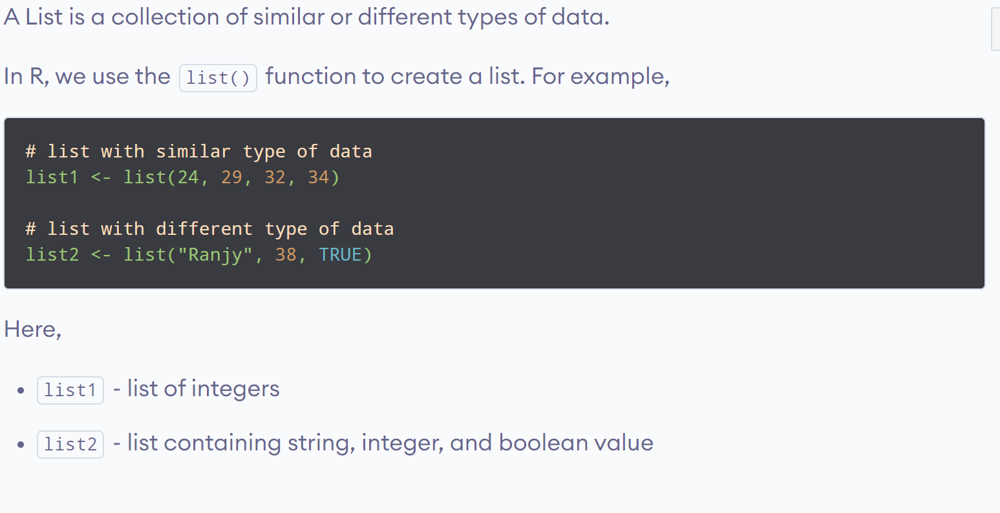 A List is a collection of similar or different types of data.
In R, we use the list() function to create a list. For example,
# list with similar type of data
list1 <- list(24, 29, 32, 34)
# list with different type of data
list2 <- list("Ranjy", 38, TRUE)
Here,
• list1 - list of integers
• list2 - list containing string, integer, and boolean value